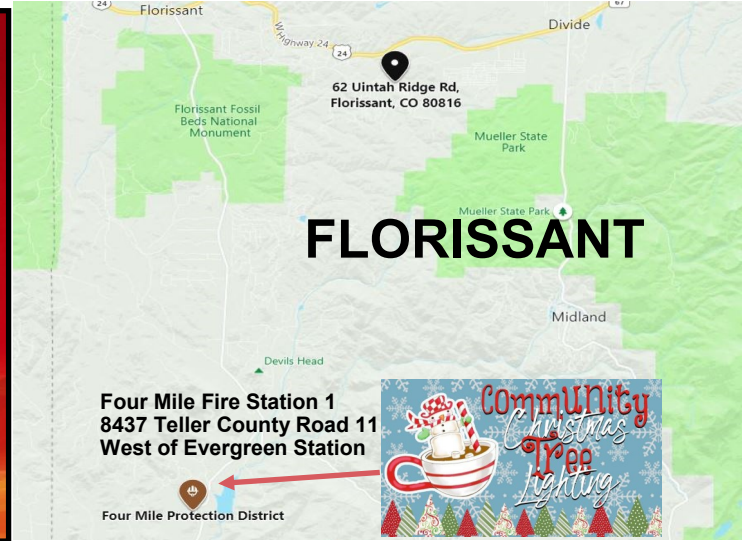 24
Florissant
67
W Highway 24
24
Divide
62 Uintah Ridge Rd,
Florissant, CO 80816
Florissant Fossil
Beds National
Monument
Mueller State
Park
Mueller State Park
FLORISSANT
Midland
Devils Head
Four Mile Fire Station 1
8437 Teller County Road 11
West of Evergreen Station
Community
Christmas
Tree
Lighting
Four Mile Protection District